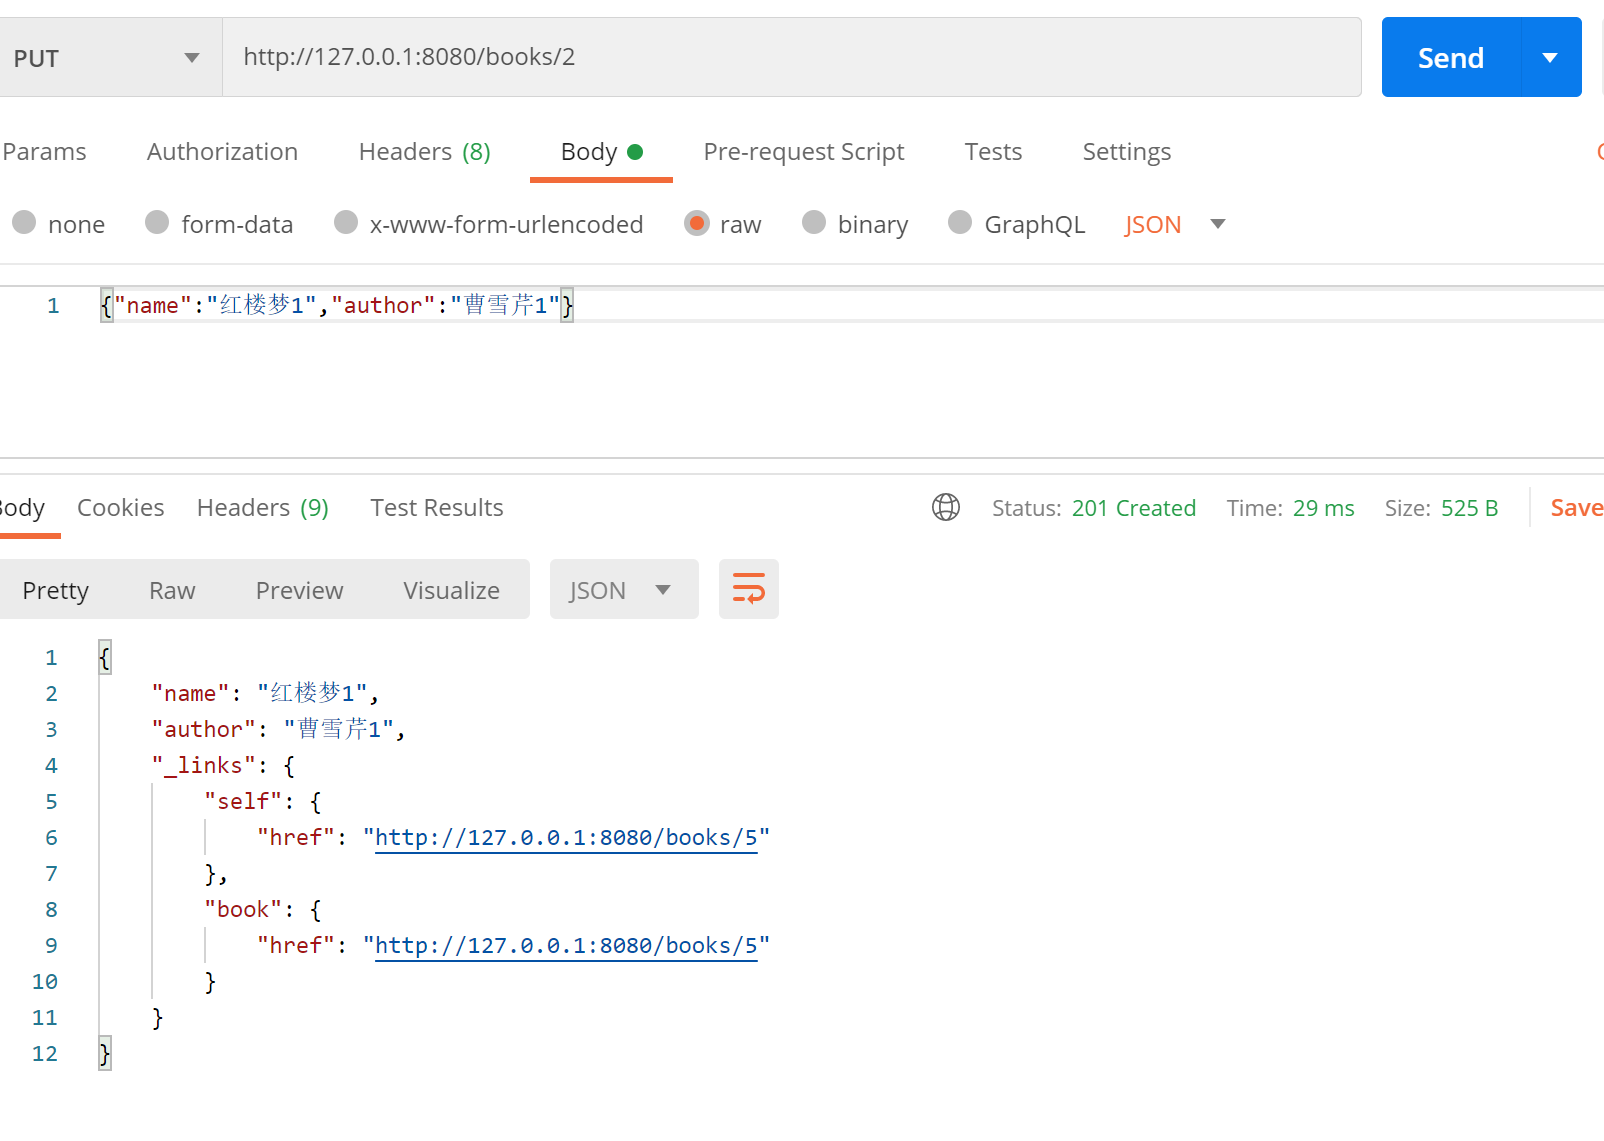 PUT http://127.0.0.1:8080/books/2 Send
Params Authorization Headers (8) Body Pre-request Script Tests Settings
none form-data x-www-form-urlencoded raw binary GraphQL JSON
1 {"name":"红楼梦1","author":"曹雪芹1"}
Body Cookies Headers (9) Test Results Status: 201 Created Time: 29 ms Size: 525 B Save
Pretty Raw Preview Visualize JSON
1 {
2 "name": "红楼梦1",
3 "author": "曹雪芹1",
4 "_links": {
5 "self": {
6 "href": "http://127.0.0.1:8080/books/5"
7 },
8 "book": {
9 "href": "http://127.0.0.1:8080/books/5"
10 }
11 }
12 }